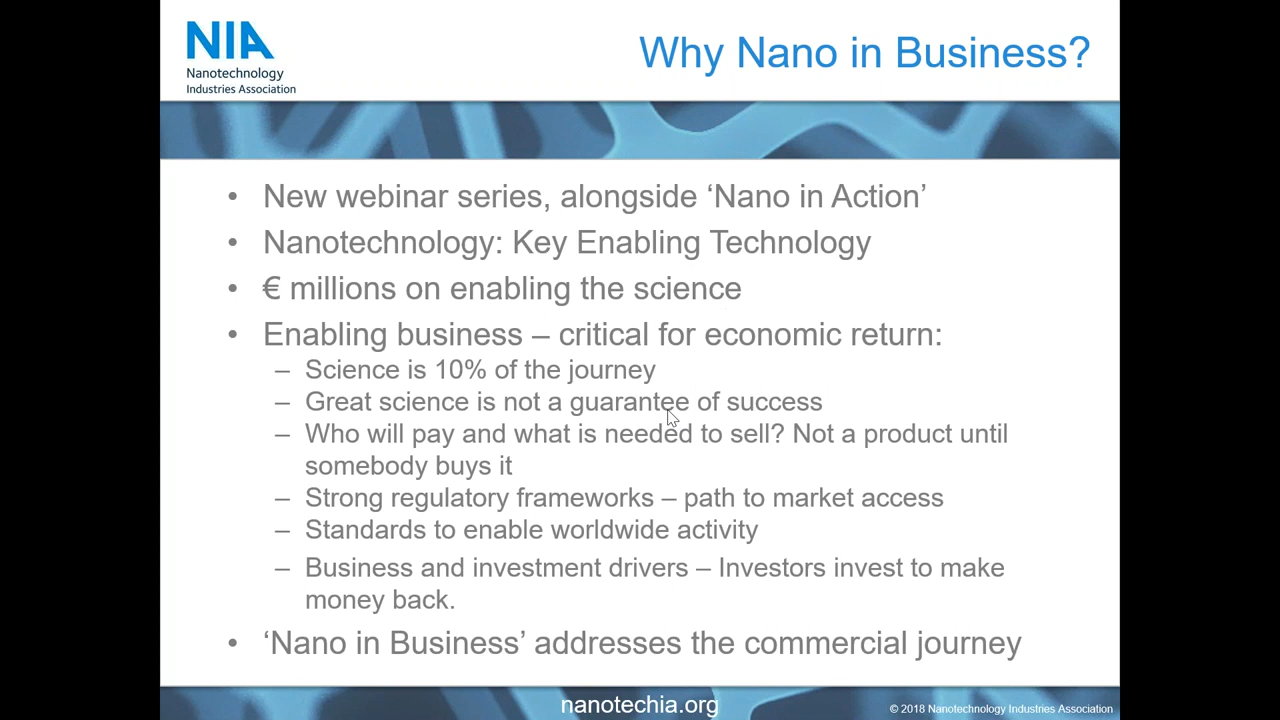 NIA
Nanotechnology
Industries Association
Why Nano in Business?
• New webinar series, alongside ‘Nano in Action’
• Nanotechnology: Key Enabling Technology
• € millions on enabling the science
• Enabling business – critical for economic return:
– Science is 10% of the journey
– Great science is not a guarantee of success
– Who will pay and what is needed to sell? Not a product until
somebody buys it
– Strong regulatory frameworks – path to market access
– Standards to enable worldwide activity
– Business and investment drivers – Investors invest to make
money back.
• ‘Nano in Business’ addresses the commercial journey
nanotechia.org
© 2018 Nanotechnology Industries Association